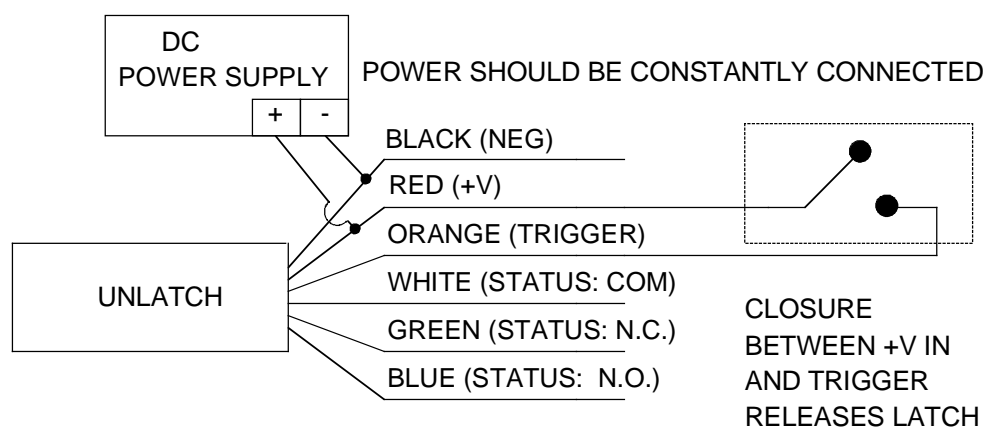 DC
POWER SUPPLY
+ -
POWER SHOULD BE CONSTANTLY CONNECTED
BLACK (NEG)
RED (+V)
ORANGE (TRIGGER)
WHITE (STATUS: COM)
GREEN (STATUS: N.C.)
BLUE (STATUS:  N.O.)
UNLATCH
CLOSURE
BETWEEN +V IN
AND TRIGGER
RELEASES LATCH